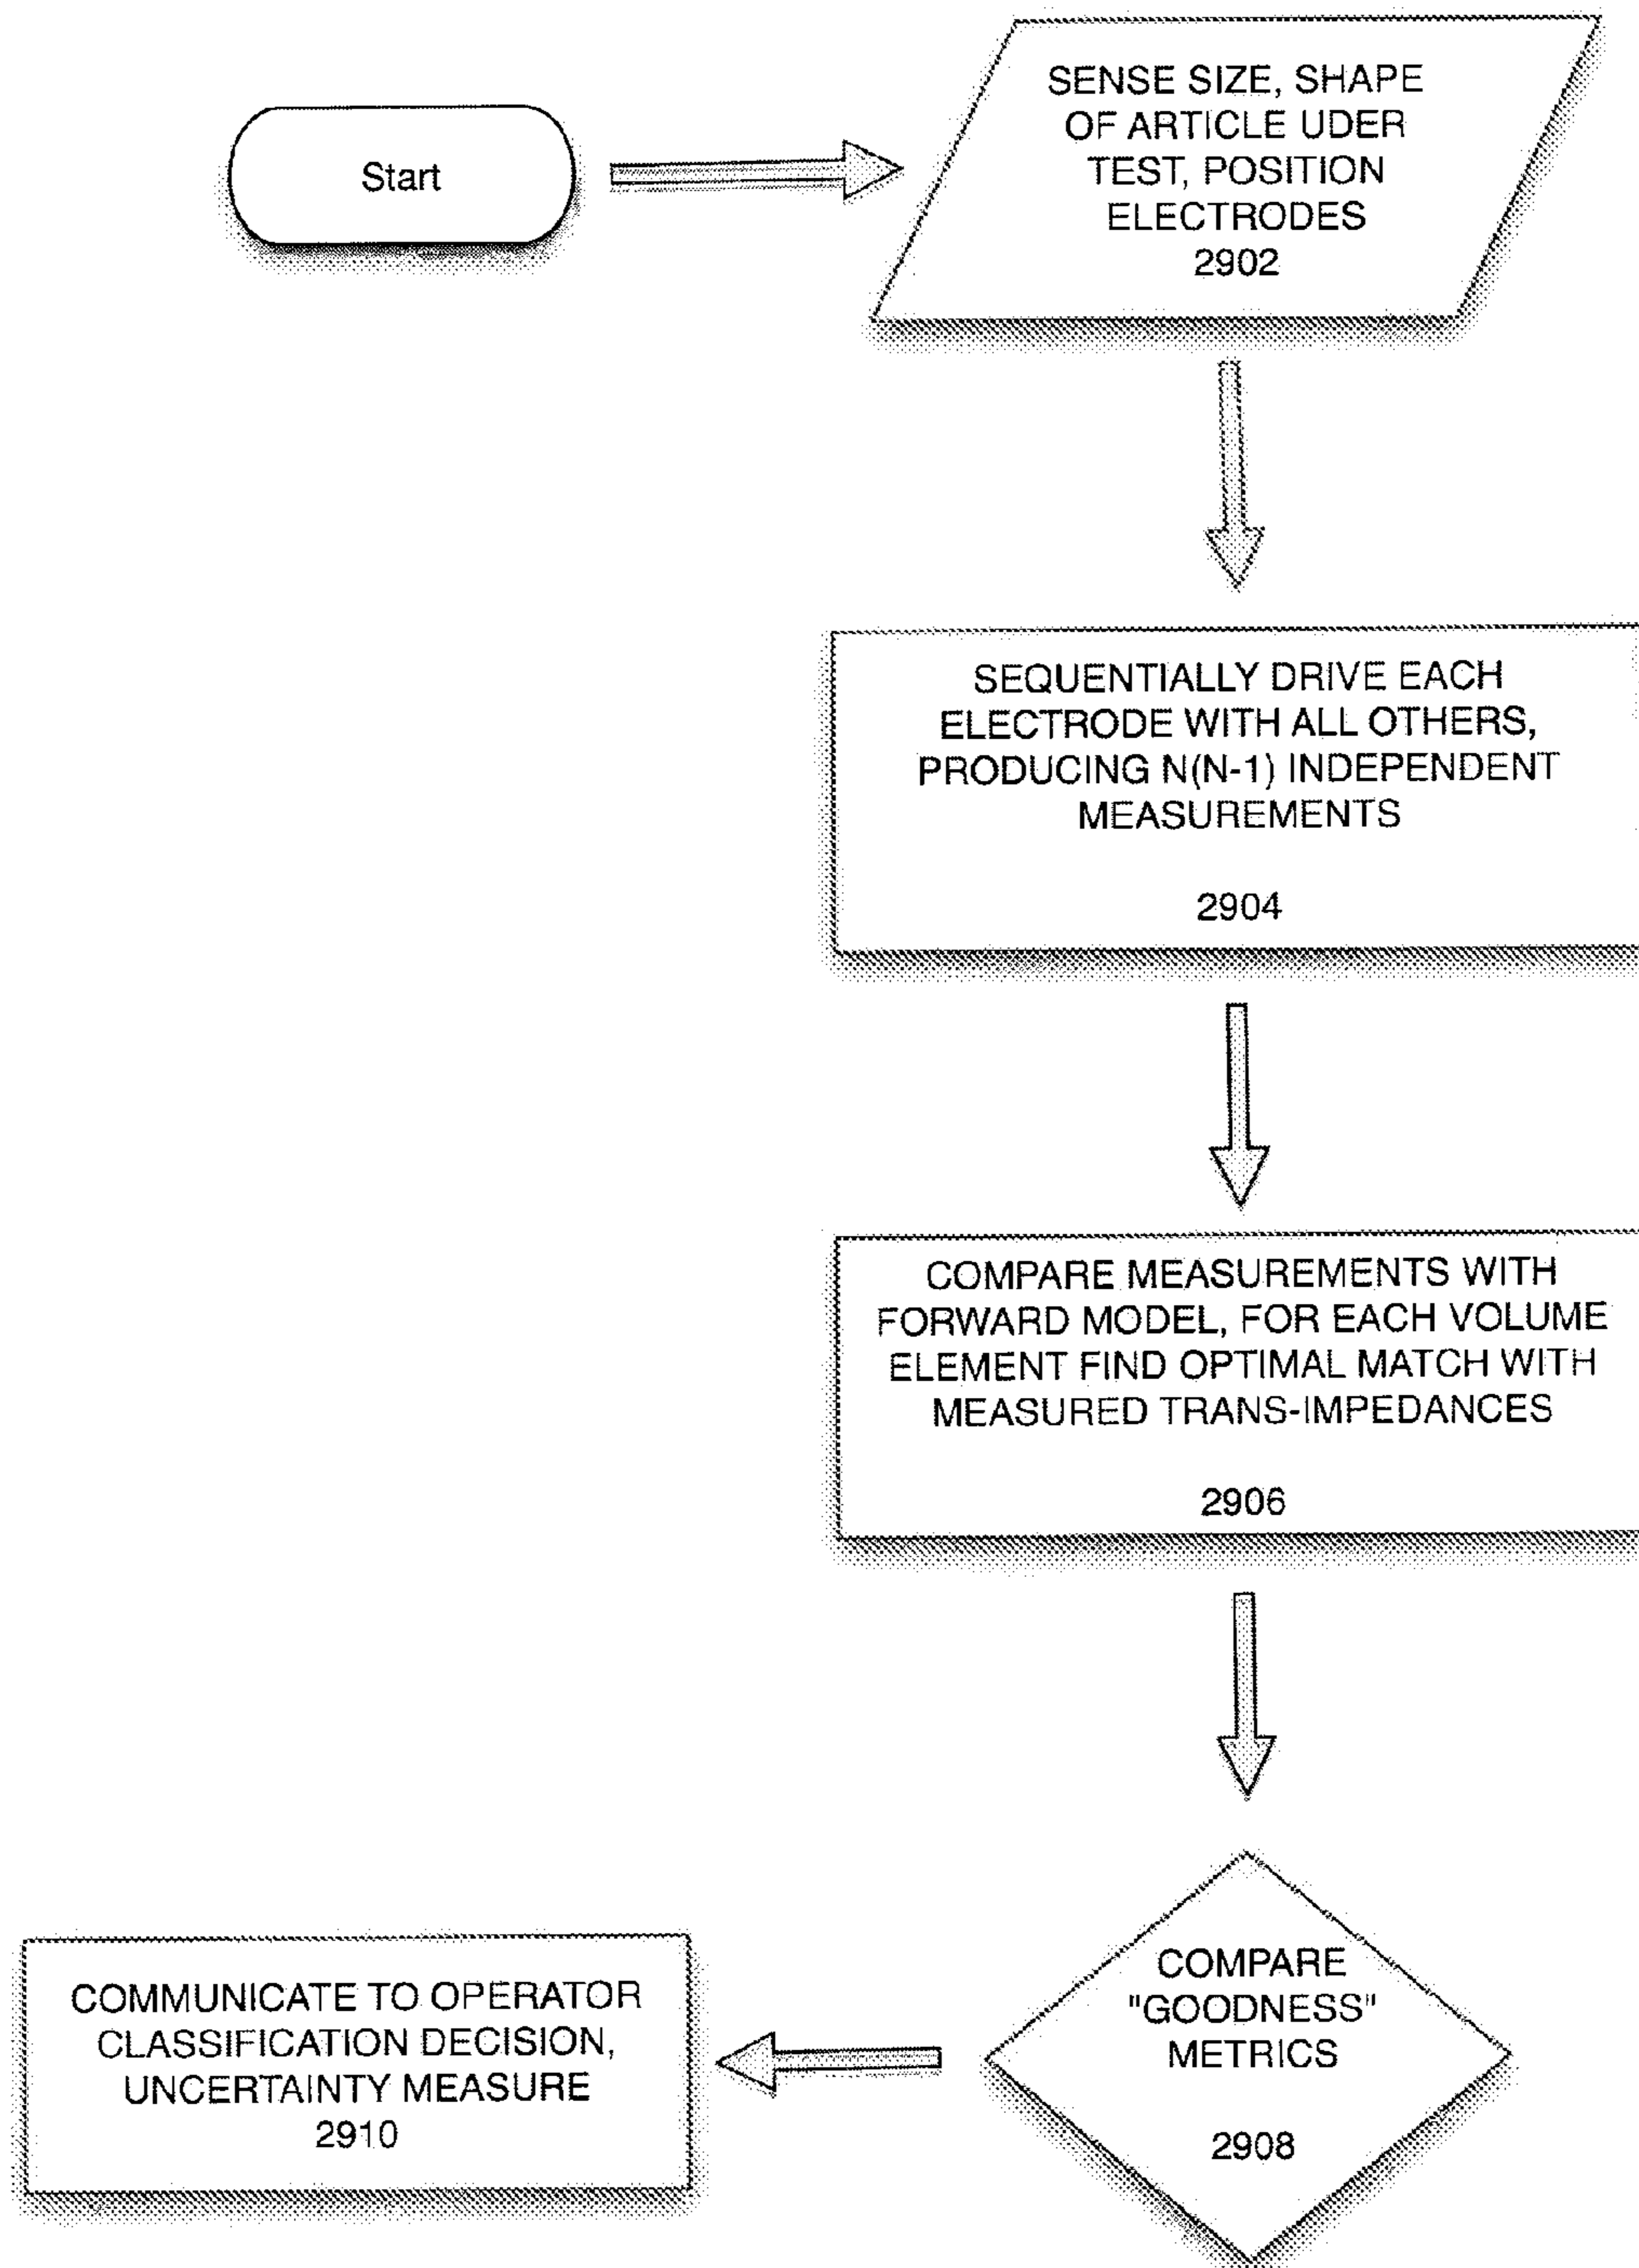 Start
SENSE SIZE, SHAPE
OF ARTICLE UDER
TEST, POSITION
ELECTRODES
2902
SEQUENTIALLY DRIVE EACH
ELECTRODE WITH ALL OTHERS,
PRODUCING N(N-1) INDEPENDENT
MEASUREMENTS
2904
COMPARE MEASUREMENTS WITH
FORWARD MODEL, FOR EACH VOLUME
ELEMENT FIND OPTIMAL MATCH WITH
MEASURED TRANS-IMPEDANCES
2906
COMPARE
"GOODNESS"
METRICS
2908
COMMUNICATE TO OPERATOR
CLASSIFICATION DECISION,
UNCERTAINTY MEASURE
2910